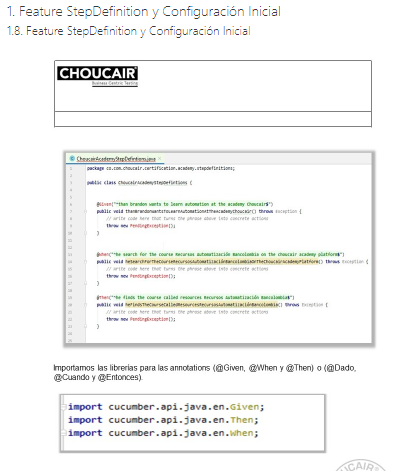 1. Feature StepDefinition y Configuración Inicial
1.8. Feature StepDefinition y Configuración Inicial
CHOUCAIR
Business Centric Testing
ChoucairAcademyStepDefinitions.java
package co.com.choucair.certification.academy.stepdefinitions;
public class ChoucairAcademyStepDefinitions {
@Given("^than brandon wants to learn automation at the academy Choucair$")
public void thanBrandonWantsToLearnAutomationAtTheAcademyChoucair() throws Exception {
// Write code here that turns the phrase above into concrete actions
throw new PendingException();
}
@When("^he search for the course Recursos Automatización Bancolombia on the choucair academy platform$")
public void heSearchForTheCourseRecursosAutomatizaciónBancolombiaOnTheChoucairAcademyPlatform() throws Exception {
// Write code here that turns the phrase above into concrete actions
throw new PendingException();
}
@Then("^he finds the course called resources Recursos Automatización Bancolombia$")
public void heFindsTheCourseCalledResourcesRecursosAutomatizaciónBancolombia() throws Exception {
// Write code here that turns the phrase above into concrete actions
throw new PendingException();
}
Importamos las librerías para las annotations (@Given, @When y @Then) o (@Dado,
@Cuando y @Entonces).
import cucumber.api.java.en.Given;
import cucumber.api.java.en.Then;
import cucumber.api.java.en.When;